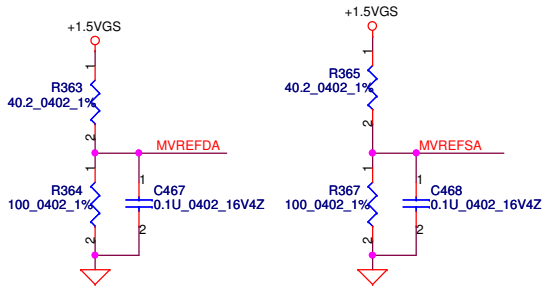 +1.5VGS
1
R363
40.2_0402_1%
2
MVREFDA
1
R364
100_0402_1%
2
1
C467
0.1U_0402_16V4Z
2
+1.5VGS
1
R365
40.2_0402_1%
2
MVREFSA
1
R367
100_0402_1%
2
1
C468
0.1U_0402_16V4Z
2